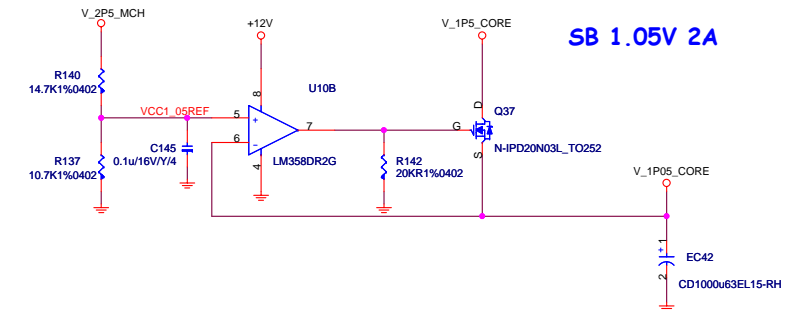 V_2P5_MCH
+12V
V_1P5_CORE
SB 1.05V 2A
R140
14.7K1%0402
U10B
8
D
Q37
VCC1_05REF
5
+
7
G
N-IPD20N03L_TO252
6
-
C145
0.1u/16V/Y/4
4
LM358DR2G
S
R137
10.7K1%0402
R142
20KR1%0402
V_1P05_CORE
1
+
EC42
2
CD1000u63EL15-RH